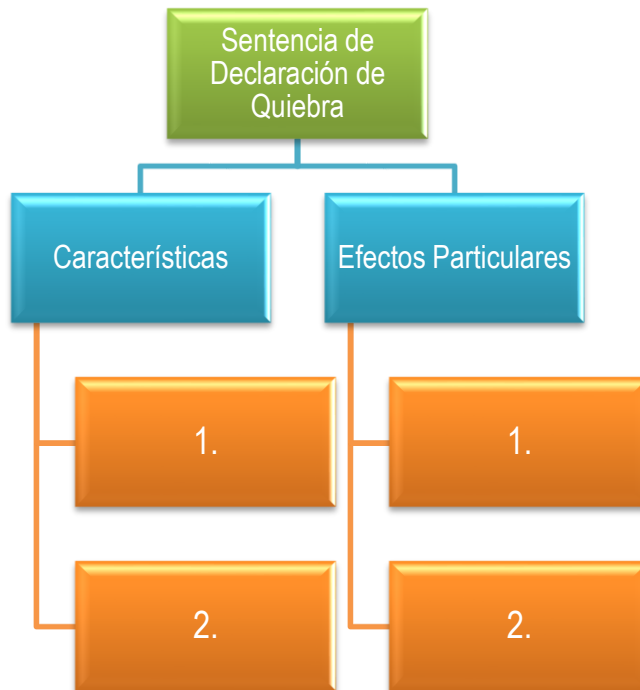 Sentencia de
Declaración de
Quiebra
Características
Efectos Particulares
1.
1.
2.
2.